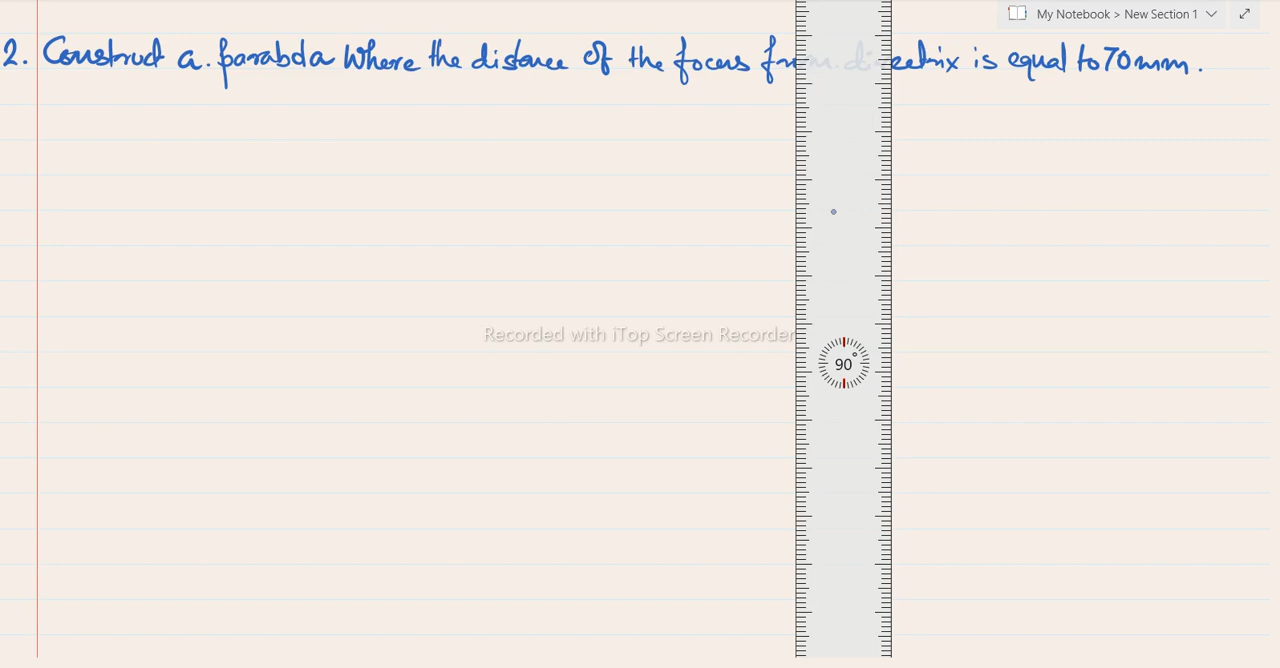 My Notebook > New Section 1
2. Construct a. parabola Where the distance of the focus from directrix is equal to 70mm.
Recorded with iTop Screen Recorder
90°